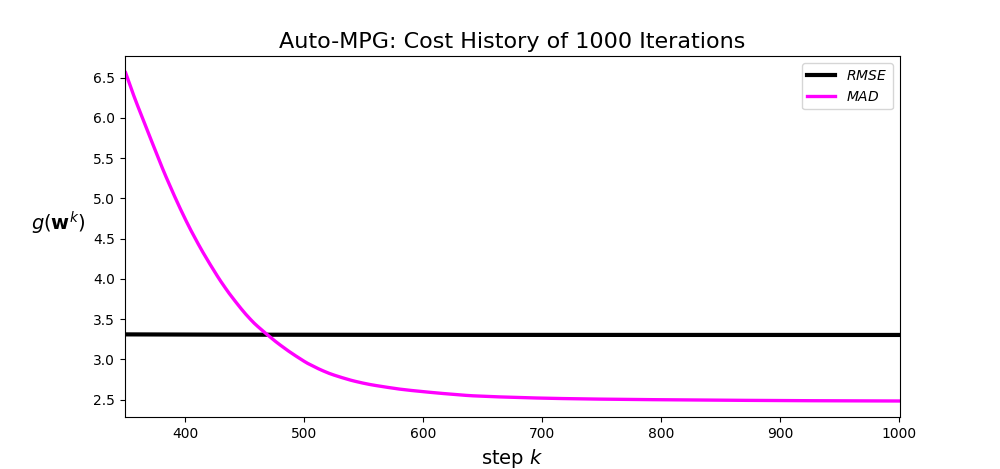 Auto-MPG: Cost History of 1000 Iterations
RMSE
MAD
6.5
6.0
5.5
5.0
4.5
4.0
3.5
3.0
2.5
g(w^k)
400 500 600 700 800 900 1000
step k